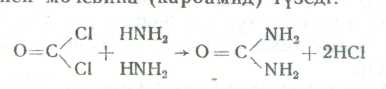 мочевина (карбамид) түзеді.
Cl HNH₂ NH₂
O=C + → O=C + 2HCl
Cl HNH₂ NH₂